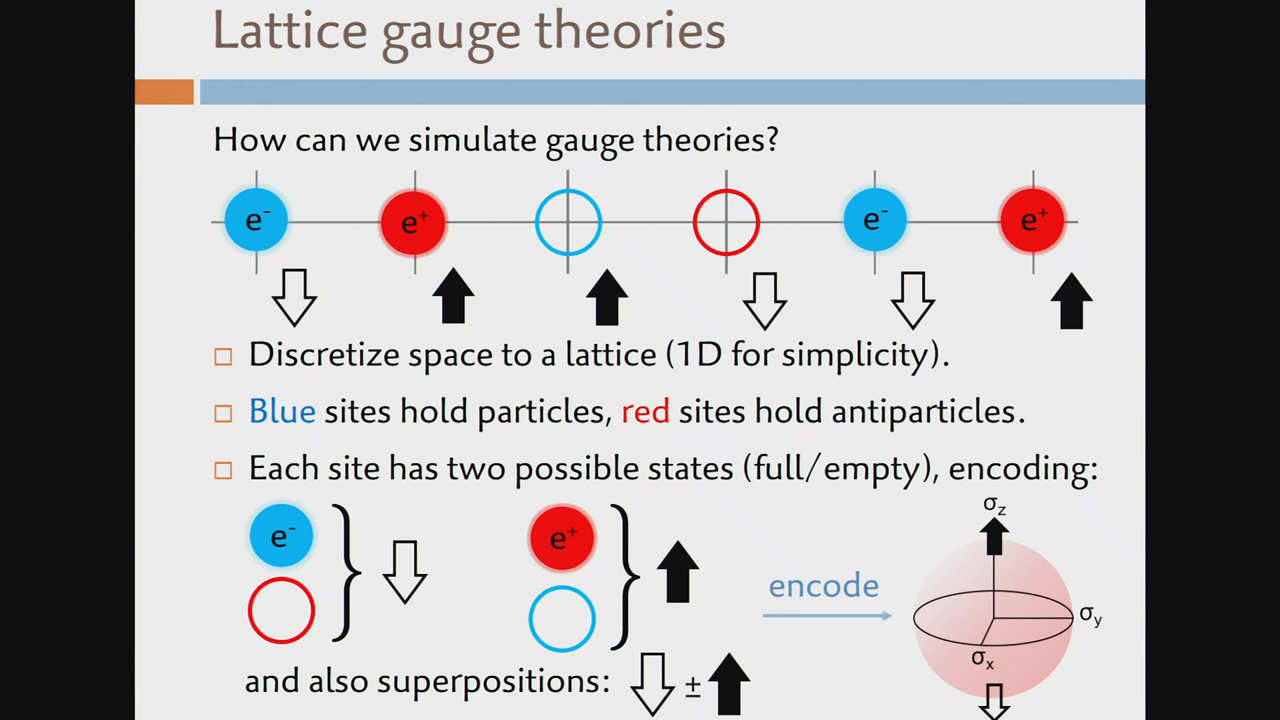 Lattice gauge theories
How can we simulate gauge theories?
e⁻ e⁺ e⁻ e⁺
Discretize space to a lattice (1D for simplicity).
Blue sites hold particles, red sites hold antiparticles.
Each site has two possible states (full/empty), encoding:
e⁻ e⁺
encode
σz
σy
σx
and also superpositions: ±